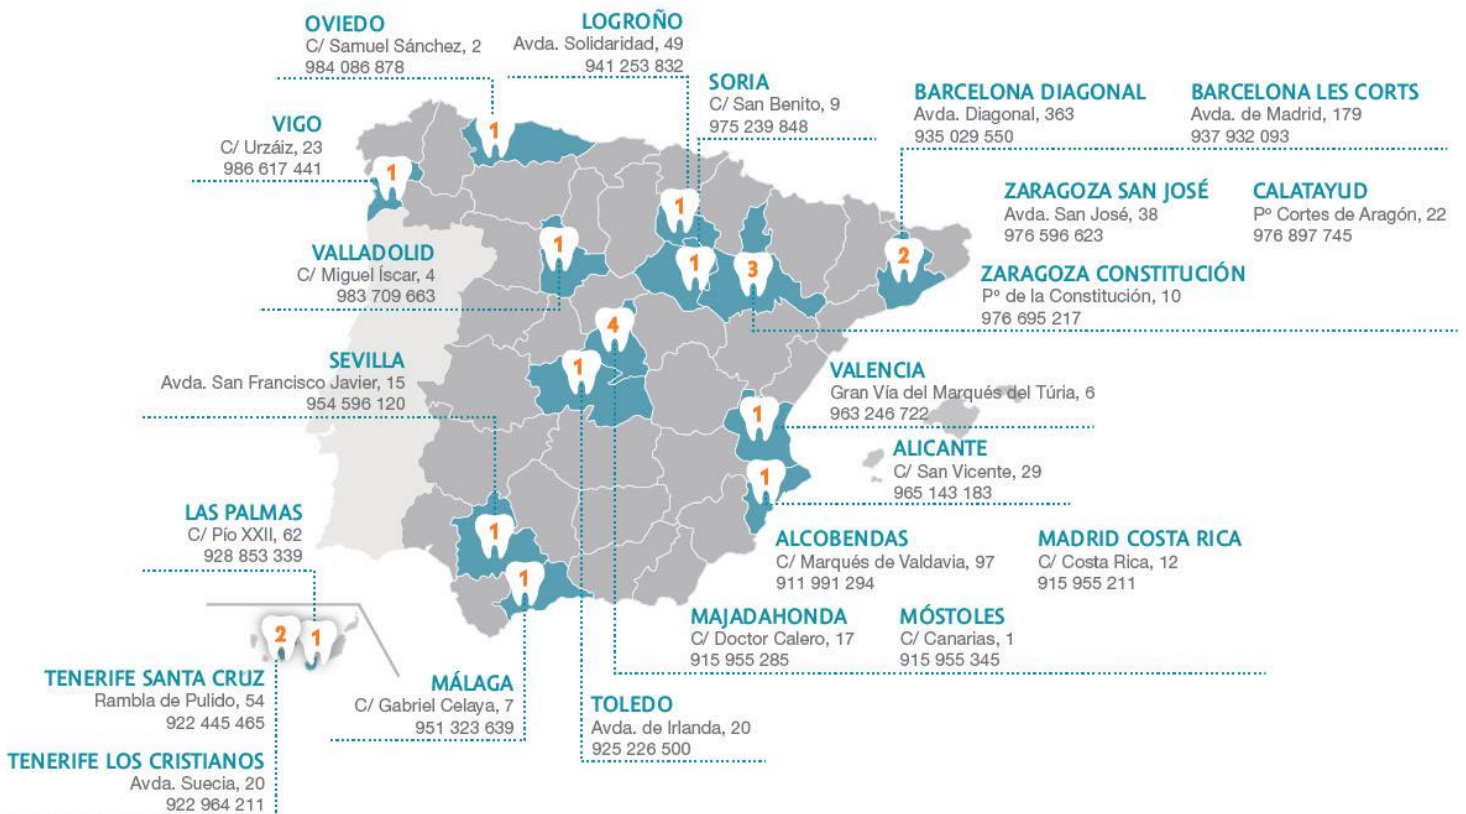 OVIEDO
C/ Samuel Sánchez, 2
984 086 878
LOGROÑO
Avda. Solidaridad, 49
941 253 832
SORIA
C/ San Benito, 9
975 239 848
BARCELONA DIAGONAL
Avda. Diagonal, 363
935 029 550
BARCELONA LES CORTS
Avda. de Madrid, 179
937 932 093
VIGO
C/ Urzáiz, 23
986 617 441
ZARAGOZA SAN JOSÉ
Avda. San José, 38
976 596 623
CALATAYUD
Pº Cortes de Aragón, 22
976 897 745
VALLADOLID
C/ Miguel Íscar, 4
983 709 663
ZARAGOZA CONSTITUCIÓN
Pº de la Constitución, 10
976 695 217
1
1
1
1
1
3
2
4
1
1
1
1
1
2
1
SEVILLA
Avda. San Francisco Javier, 15
954 596 120
VALENCIA
Gran Vía del Marqués del Túria, 6
963 246 722
ALICANTE
C/ San Vicente, 29
965 143 183
LAS PALMAS
C/ Pío XXII, 62
928 853 339
ALCOBENDAS
C/ Marqués de Valdavia, 97
911 991 294
MADRID COSTA RICA
C/ Costa Rica, 12
915 955 211
MAJADAHONDA
C/ Doctor Calero, 17
915 955 285
MÓSTOLES
C/ Canarias, 1
915 955 345
TENERIFE SANTA CRUZ
Rambla de Pulido, 54
922 445 465
MÁLAGA
C/ Gabriel Celaya, 7
951 323 639
TOLEDO
Avda. de Irlanda, 20
925 226 500
TENERIFE LOS CRISTIANOS
Avda. Suecia, 20
922 964 211